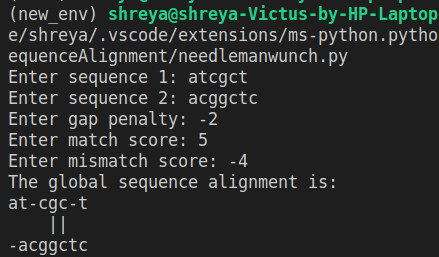 (new_env) shreya@shreya-Victus-by-HP-Laptop
e/shreya/.vscode/extensions/ms-python.pytho
equenceAlignment/needlemanwunch.py
Enter sequence 1: atcgct
Enter sequence 2: acggctc
Enter gap penalty: -2
Enter match score: 5
Enter mismatch score: -4
The global sequence alignment is:
at-cgc-t
    ||
-acggctc